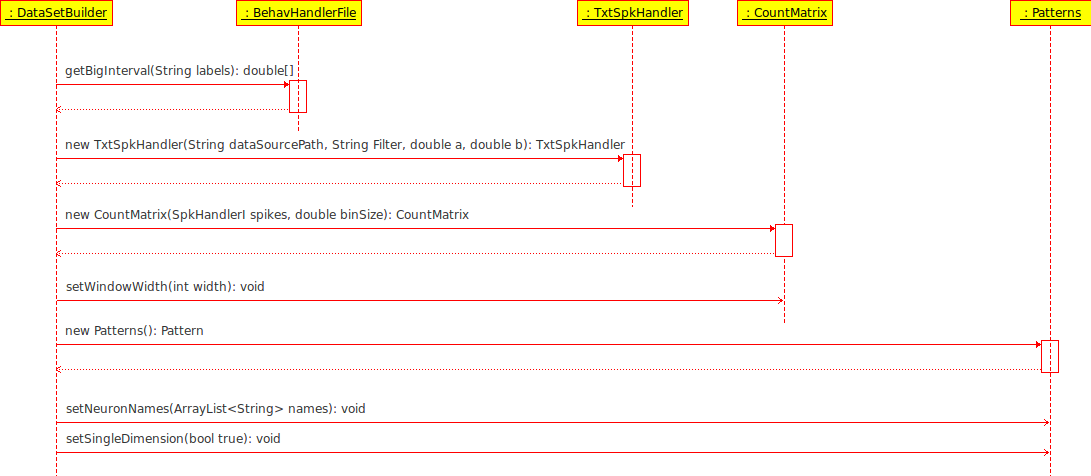 : DataSetBuilder
: BehavHandlerFile
: TxtSpkHandler
: CountMatrix
: Patterns
getBigInterval(String labels): double[]
new TxtSpkHandler(String dataSourcePath, String Filter, double a, double b): TxtSpkHandler
new CountMatrix(SpkHandlerI spikes, double binSize): CountMatrix
setWindowWidth(int width): void
new Patterns(): Pattern
setNeuronNames(ArrayList<String> names): void
setSingleDimension(bool true): void